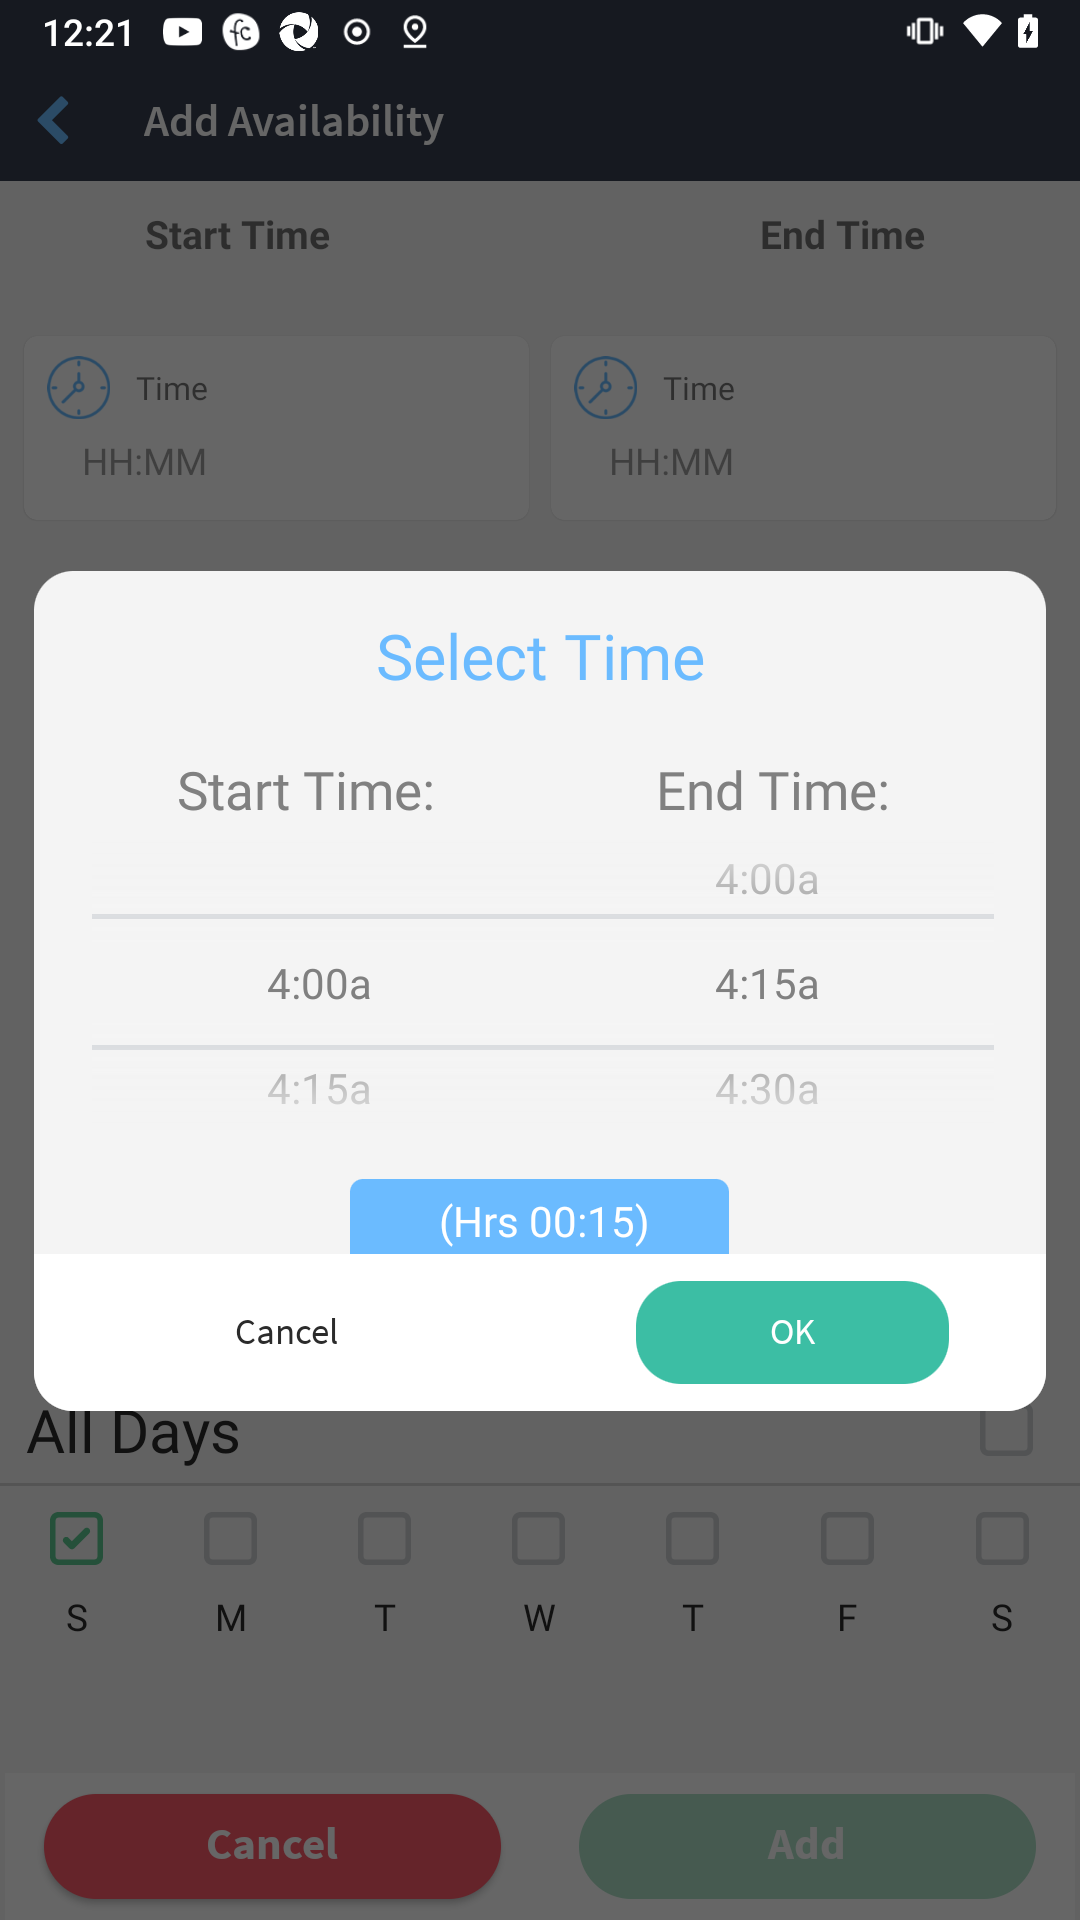 12:21
Add Availability
Start Time End Time
Time Time
HH:MM HH:MM
Select Time
Start Time: End Time:
4:00a
4:00a 4:15a
4:15a 4:30a
(Hrs 00:15)
Cancel OK
All Days
S M T W T F S
Cancel Add